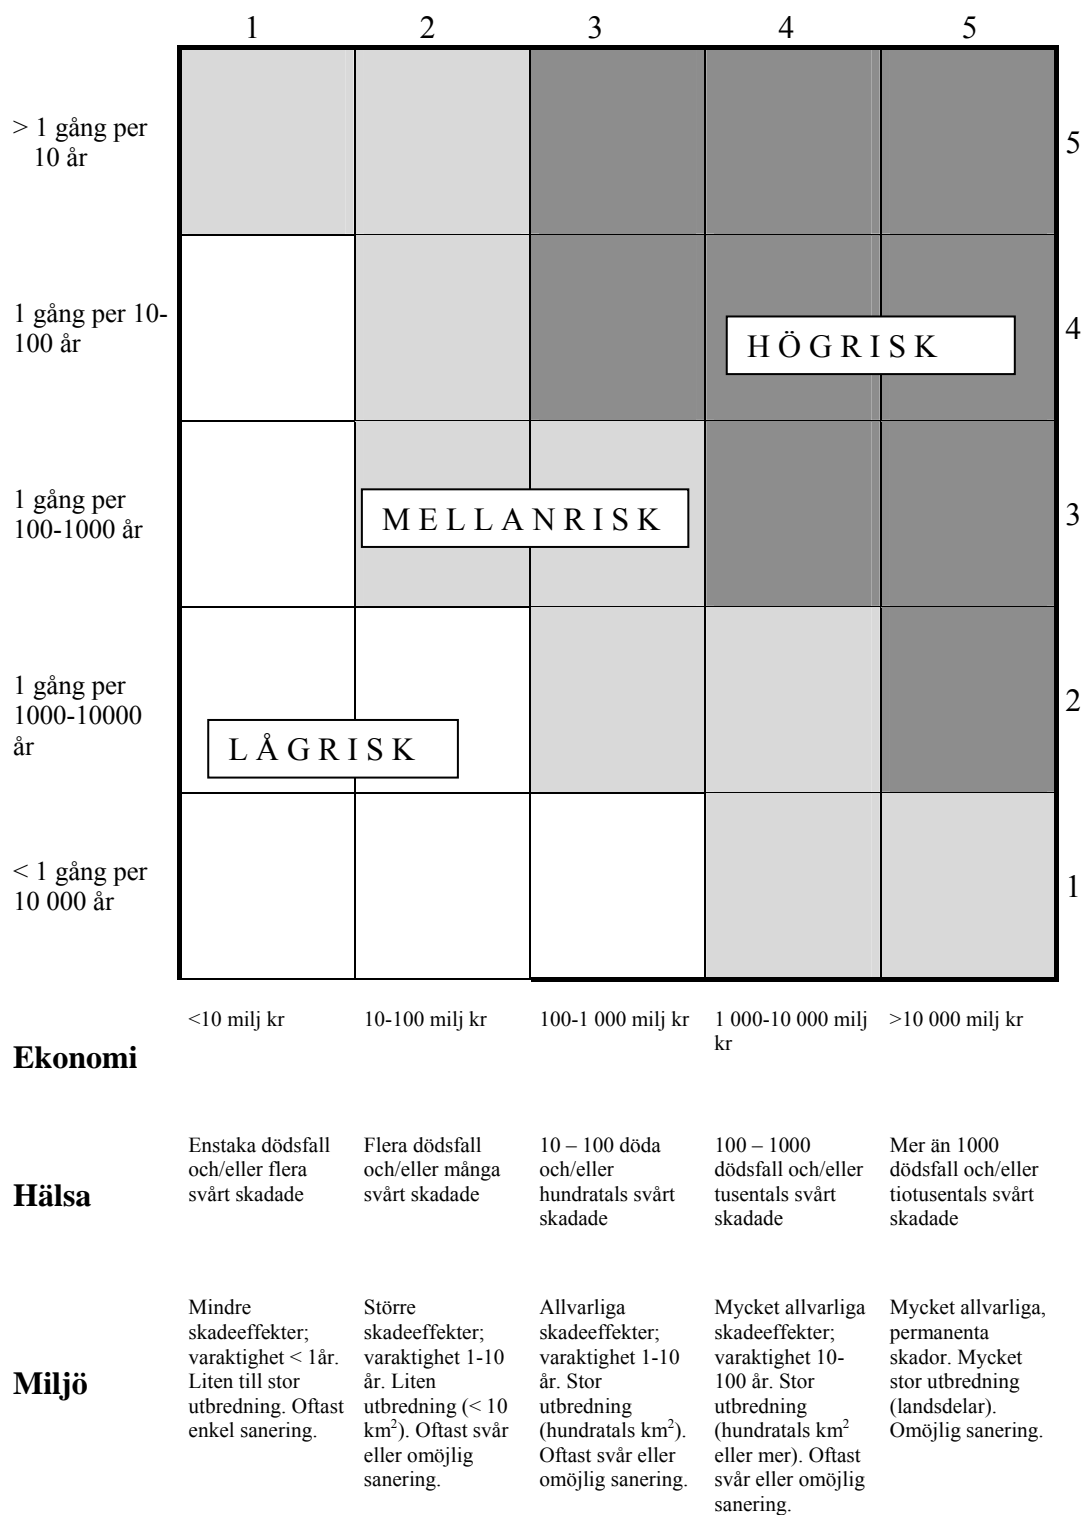 1 2 3 4 5
> 1 gång per
10 år
5
1 gång per 10-
100 år
4
H Ö G R I S K
1 gång per
100-1000 år
3
M E L L A N R I S K
1 gång per
1000-10000
år
2
L Å G R I S K
< 1 gång per
10 000 år
1
Ekonomi
<10 milj kr
10-100 milj kr
100-1 000 milj kr
1 000-10 000 milj
kr
>10 000 milj kr
Hälsa
Enstaka dödsfall
och/eller flera
svårt skadade
Flera dödsfall
och/eller många
svårt skadade
10 – 100 döda
och/eller
hundratals svårt
skadade
100 – 1000
dödsfall och/eller
tusentals svårt
skadade
Mer än 1000
dödsfall och/eller
tiotusentals svårt
skadade
Miljö
Mindre
skadeeffekter;
varaktighet < 1år.
Liten till stor
utbredning. Oftast
enkel sanering.
Större
skadeeffekter;
varaktighet 1-10
år. Liten
utbredning (< 10
km²). Oftast svår
eller omöjlig
sanering.
Allvarliga
skadeeffekter;
varaktighet 1-10
år. Stor
utbredning
(hundratals km²).
Oftast svår eller
omöjlig sanering.
Mycket allvarliga
skadeeffekter;
varaktighet 10-
100 år. Stor
utbredning
(hundratals km²
eller mer). Oftast
svår eller omöjlig
sanering.
Mycket allvarliga,
permanenta
skador. Mycket
stor utbredning
(landsdelar).
Omöjlig sanering.